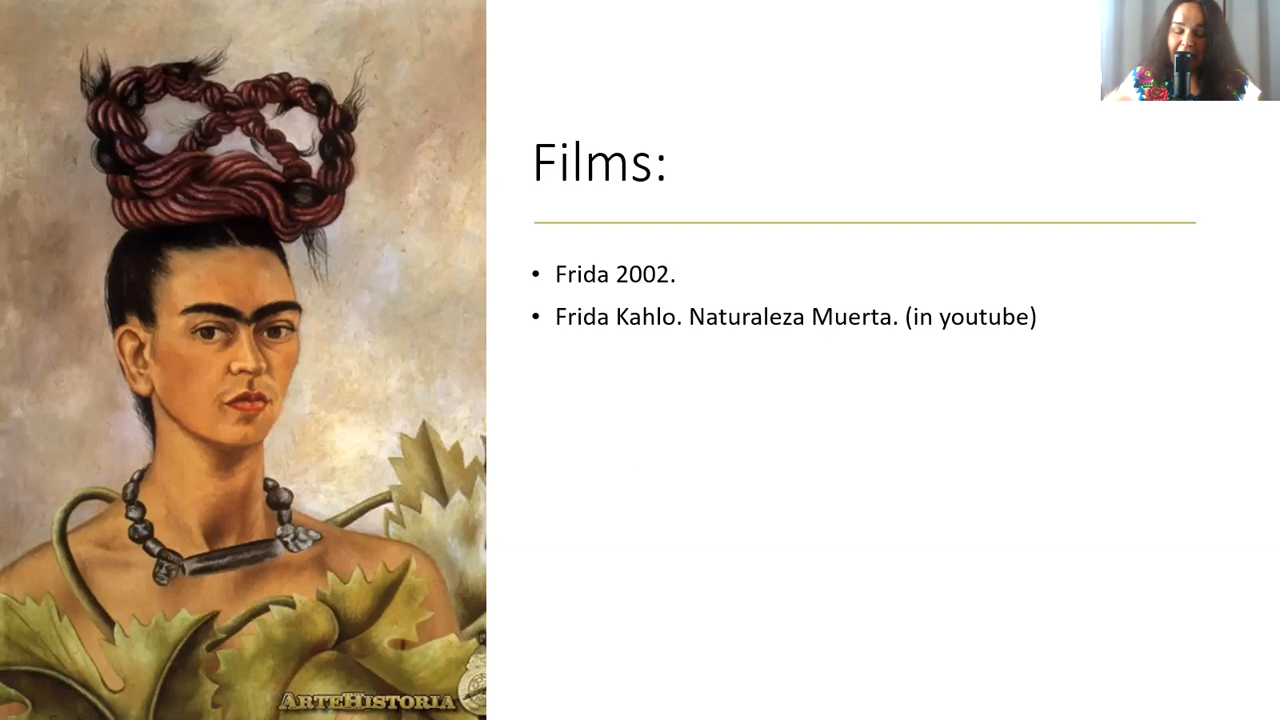 Films:
• Frida 2002.
• Frida Kahlo. Naturaleza Muerta. (in youtube)
ARTEHISTORIA